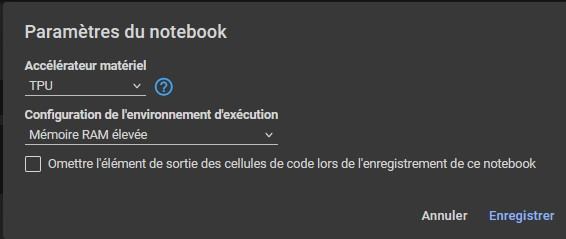 Paramètres du notebook
Accélérateur matériel
TPU
?
Configuration de l'environnement d'exécution
Mémoire RAM élevée
Omettre l'élément de sortie des cellules de code lors de l'enregistrement de ce notebook
Annuler Enregistrer